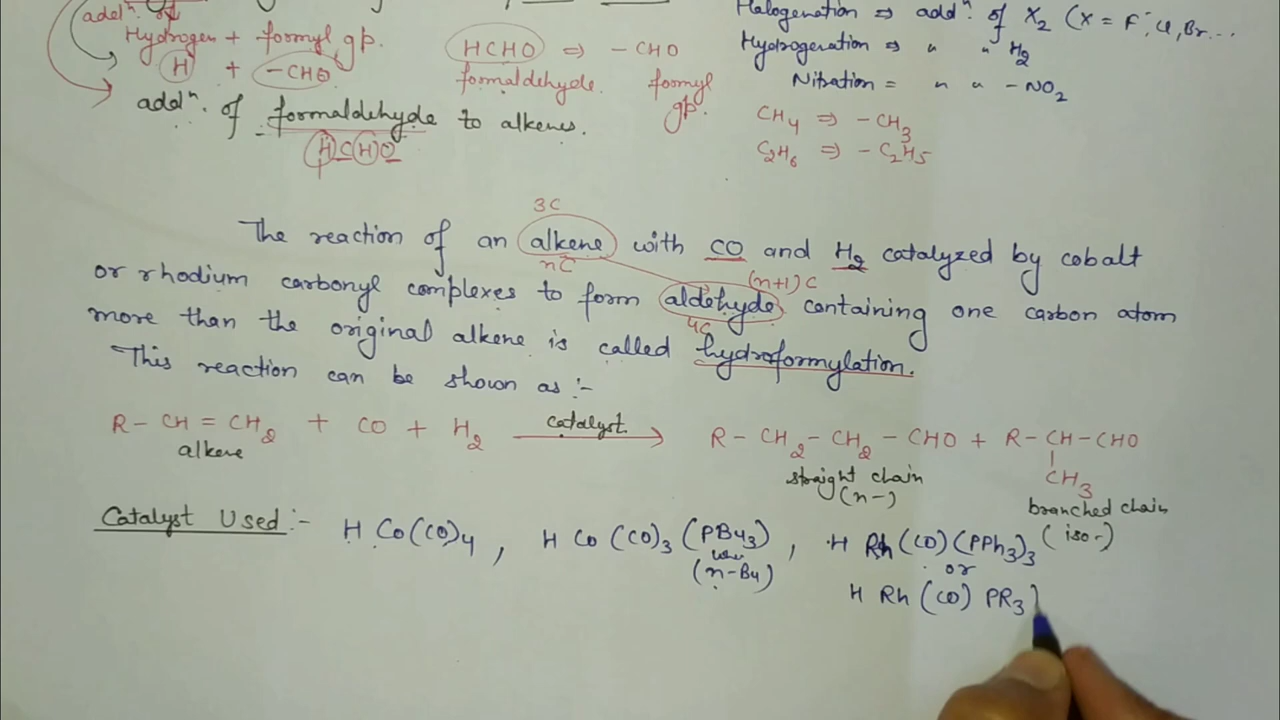 addn. of
Hydrogen + formyl gp.
H + -CHO
addn. of formaldehyde to alkenes.
HCHO
HCHO ⇒ -CHO
formaldehyde. formyl
gp.
Halogenation ⇒ addn. of X2 (X = F, Cl, Br...
Hydrogenation ⇒ " " H2
Nitration = " " -NO2
CH4 ⇒ -CH3
C2H6 ⇒ -C2H5
3C
The reaction of an alkene with CO and H2 catalyzed by cobalt
nC (n+1) C
or rhodium carbonyl complexes to form aldehyde containing one carbon atom
4C
more than the original alkene is called hydroformylation.
This reaction can be shown as :-
R - CH = CH2 + CO + H2 catalyst. → R - CH2 - CH2 - CHO + R - CH - CHO
alkene straight chain CH3
(n-) branched chain
(iso-)
Catalyst Used :- H Co(CO)4 , H Co (CO)3 (PBu3) , H Rh (CO) (PPh3)3
(n-Bu) or
H Rh (CO) PR3)